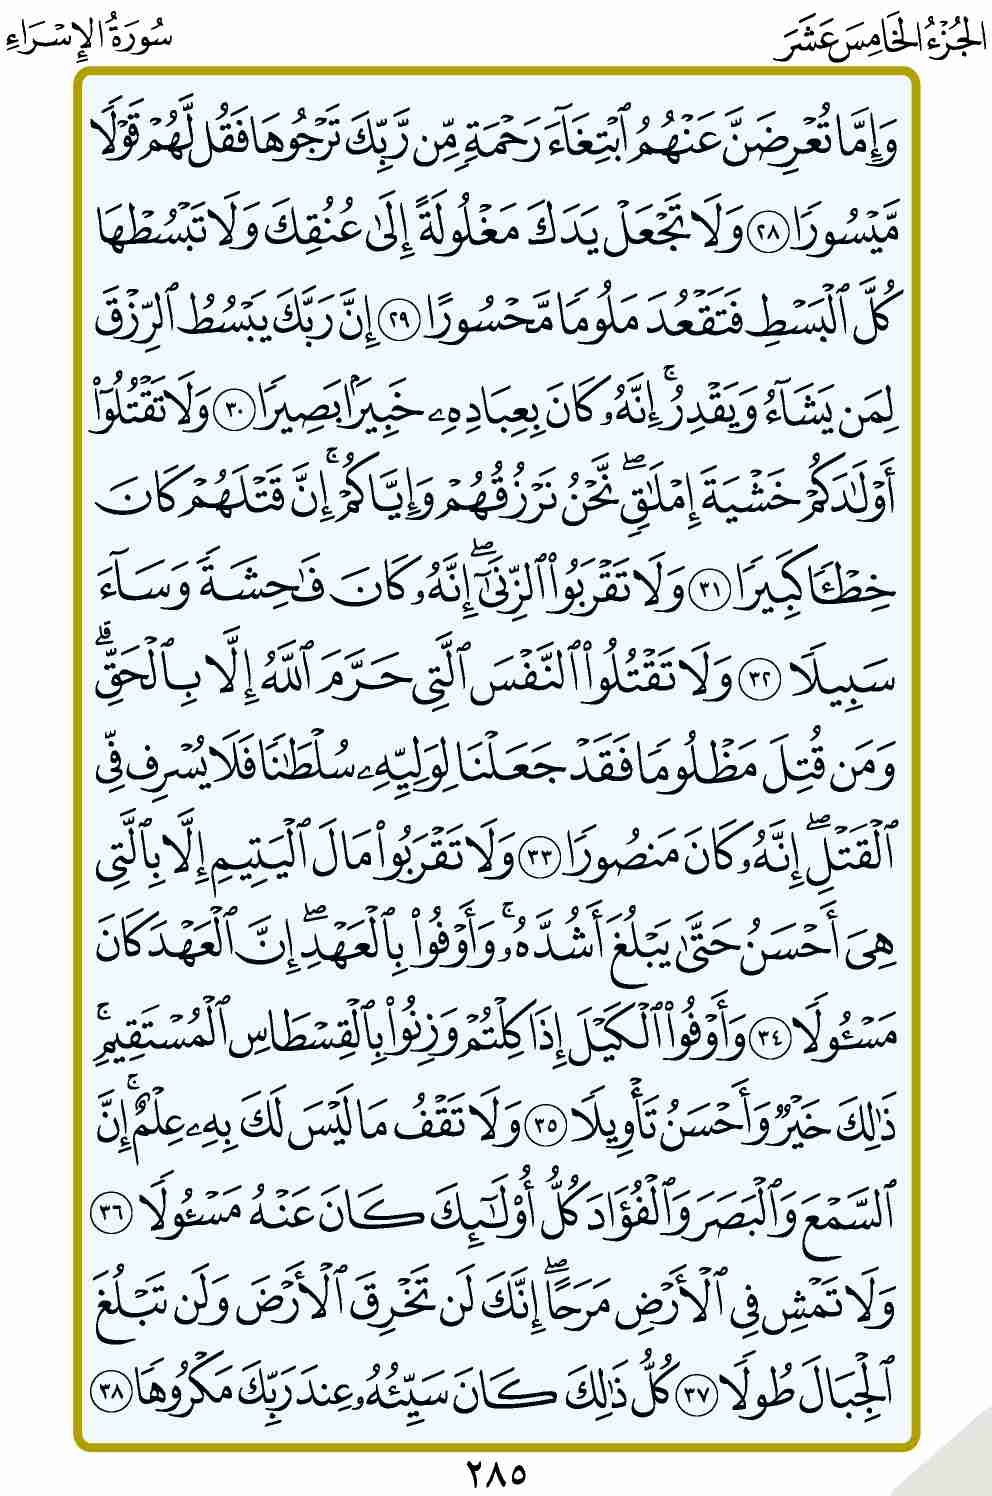 الجُزْءُ الخَامِسَ عَشَرَ
سُورَةُ الإِسْرَاءِ
وَإِمَّا تُعْرِضَنَّ عَنْهُمُ ٱبْتِغَآءَ رَحْمَةٍ مِّن رَّبِّكَ تَرْجُوهَا فَقُل لَّهُمْ قَوْلًا
مَّيْسُورًا ٢٨ وَلَا تَجْعَلْ يَدَكَ مَغْلُولَةً إِلَىٰ عُنُقِكَ وَلَا تَبْسُطْهَا
كُلَّ ٱلْبَسْطِ فَتَقْعُدَ مَلُومًا مَّحْسُورًا ٢٩ إِنَّ رَبَّكَ يَبْسُطُ ٱلرِّزْقَ
لِمَن يَشَآءُ وَيَقْدِرُ ۚ إِنَّهُۥ كَانَ بِعِبَادِهِۦ خَبِيرًۢا بَصِيرًا ٣٠ وَلَا تَقْتُلُوٓا۟
أَوْلَـٰدَكُمْ خَشْيَةَ إِمْلَـٰقٍ ۖ نَّحْنُ نَرْزُقُهُمْ وَإِيَّاكُمْ ۚ إِنَّ قَتْلَهُمْ كَانَ
خِطْـًٔا كَبِيرًا ٣١ وَلَا تَقْرَبُوا۟ ٱلزِّنَىٰٓ ۖ إِنَّهُۥ كَانَ فَـٰحِشَةً وَسَآءَ
سَبِيلًا ٣٢ وَلَا تَقْتُلُوا۟ ٱلنَّفْسَ ٱلَّتِى حَرَّمَ ٱللَّهُ إِلَّا بِٱلْحَقِّ ۗ
وَمَن قُتِلَ مَظْلُومًا فَقَدْ جَعَلْنَا لِوَلِيِّهِۦ سُلْطَـٰنًا فَلَا يُسْرِف فِّى
ٱلْقَتْلِ ۖ إِنَّهُۥ كَانَ مَنصُورًا ٣٣ وَلَا تَقْرَبُوا۟ مَالَ ٱلْيَتِيمِ إِلَّا بِٱلَّتِى
هِىَ أَحْسَنُ حَتَّىٰ يَبْلُغَ أَشُدَّهُۥ ۚ وَأَوْفُوا۟ بِٱلْعَهْدِ ۖ إِنَّ ٱلْعَهْدَ كَانَ
مَسْـُٔولًا ٣٤ وَأَوْفُوا۟ ٱلْكَيْلَ إِذَا كِلْتُمْ وَزِنُوا۟ بِٱلْقِسْطَاسِ ٱلْمُسْتَقِيمِ ۚ
ذَٰلِكَ خَيْرٌ وَأَحْسَنُ تَأْوِيلًا ٣٥ وَلَا تَقْفُ مَا لَيْسَ لَكَ بِهِۦ عِلْمٌ ۚ إِنَّ
ٱلسَّمْعَ وَٱلْبَصَرَ وَٱلْفُؤَادَ كُلُّ أُو۟لَـٰٓئِكَ كَانَ عَنْهُ مَسْـُٔولًا ٣٦
وَلَا تَمْشِ فِى ٱلْأَرْضِ مَرَحًا ۖ إِنَّكَ لَن تَخْرِقَ ٱلْأَرْضَ وَلَن تَبْلُغَ
ٱلْجِبَالَ طُولًا ٣٧ كُلُّ ذَٰلِكَ كَانَ سَيِّئُهُۥ عِندَ رَبِّكَ مَكْرُوهًا ٣٨
٢٨٥